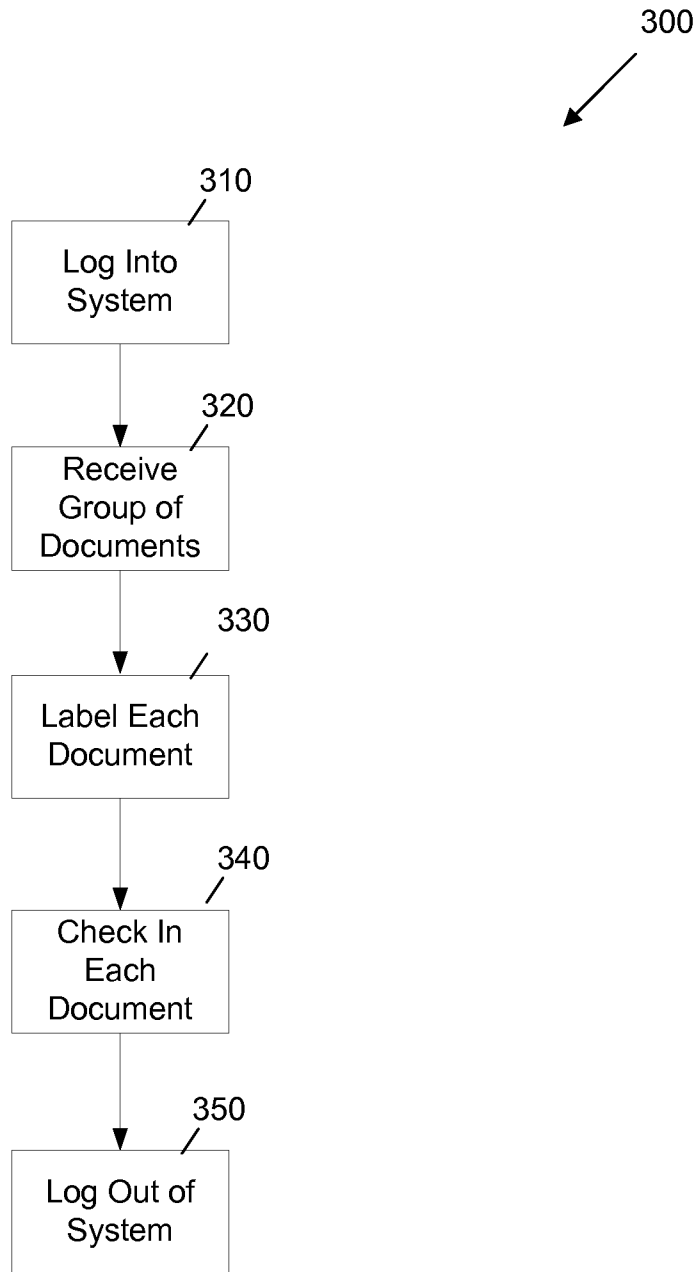 300
310
Log Into
System
320
Receive
Group of
Documents
330
Label Each
Document
340
Check In
Each
Document
350
Log Out of
System